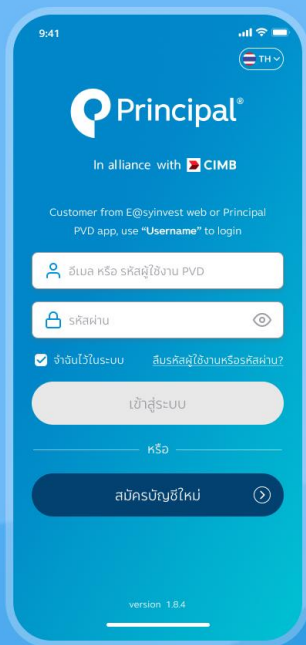 9:41
TH
Principal®
In alliance with CIMB
Customer from E@syinvest web or Principal
PVD app, use “Username” to login
อีเมล หรือ รหัสผู้ใช้งาน PVD
รหัสผ่าน
จำฉันไว้ในระบบ ลืมรหัสผู้ใช้งานหรือรหัสผ่าน?
เข้าสู่ระบบ
หรือ
สมัครบัญชีใหม่
version 1.8.4